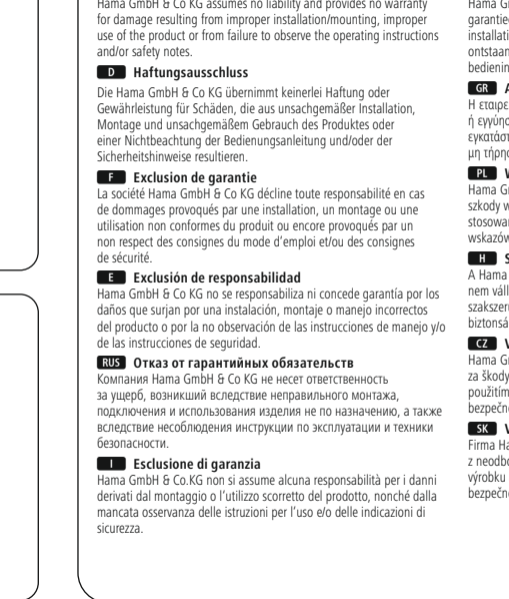 Hama GmbH & Co KG assumes no liability and provides no warranty
for damage resulting from improper installation/mounting, improper
use of the product or from failure to observe the operating instructions
and/or safety notes.
D Haftungsausschluss
Die Hama GmbH & Co KG übernimmt keinerlei Haftung oder
Gewährleistung für Schäden, die aus unsachgemäßer Installation,
Montage und unsachgemäßem Gebrauch des Produktes oder
einer Nichtbeachtung der Bedienungsanleitung und/oder der
Sicherheitshinweise resultieren.
F Exclusion de garantie
La société Hama GmbH & Co KG décline toute responsabilité en cas
de dommages provoqués par une installation, un montage ou une
utilisation non conformes du produit ou encore provoqués par un
non respect des consignes du mode d'emploi et/ou des consignes
de sécurité.
E Exclusión de responsabilidad
Hama GmbH & Co KG no se responsabiliza ni concede garantía por los
daños que surjan por una instalación, montaje o manejo incorrectos
del producto o por la no observación de las instrucciones de manejo y/o
de las instrucciones de seguridad.
RUS Отказ от гарантийных обязательств
Компания Hama GmbH & Co KG не несет ответственность
за ущерб, возникший вследствие неправильного монтажа,
подключения и использования изделия не по назначению, а также
вследствие несоблюдения инструкции по эксплуатации и техники
безопасности.
I Esclusione di garanzia
Hama GmbH & Co.KG non si assume alcuna responsabilità per i danni
derivati dal montaggio o l'utilizzo scorretto del prodotto, nonché dalla
mancata osservanza delle istruzioni per l'uso e/o delle indicazioni di
sicurezza.
Hama G
garantie
installati
ontstaan
bedienin
GR
Η εταιρε
ή εγγύησ
εγκατάστ
μη τήρησ
PL
Hama G
szkody w
stosowa
wskazów
H S
A Hama
nem váll
szakszer
biztonsá
CZ
Hama G
za škody
použitím
bezpečn
SK
Firma Ha
z neodbo
výrobku
bezpečn